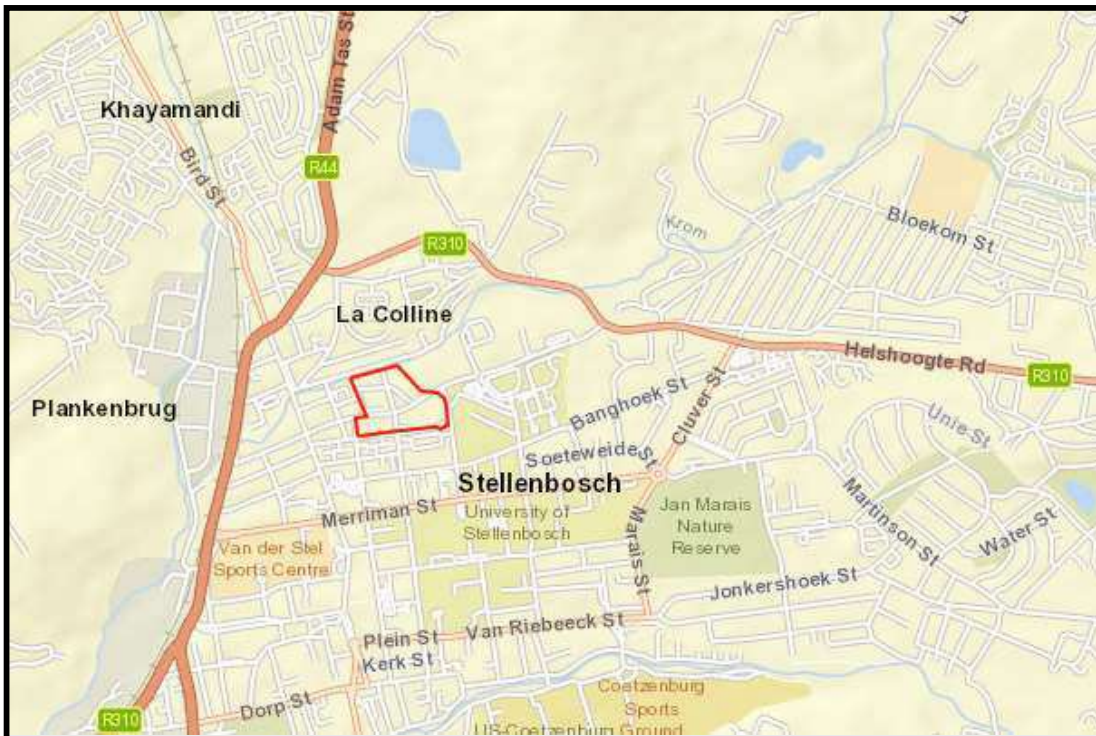 Adam Tas St
Khayamandi
Bird St
R44
Krom
Bloekom St
R310
La Colline
Helshoogte Rd
R310
Plankenbrug
Banghoek St
Cluver St
Unie St
Soeteweide St
Stellenbosch
University of
Stellenbosch
Merriman St
Jan Marais
Nature
Reserve
Martinson St
Water St
Van der Stel
Sports Centre
Marais St
Jonkershoek St
Plein St
Van Riebeeck St
Kerk St
Dorp St
Coetzenburg
Sports
Ground
US-Coetzenburg
R310